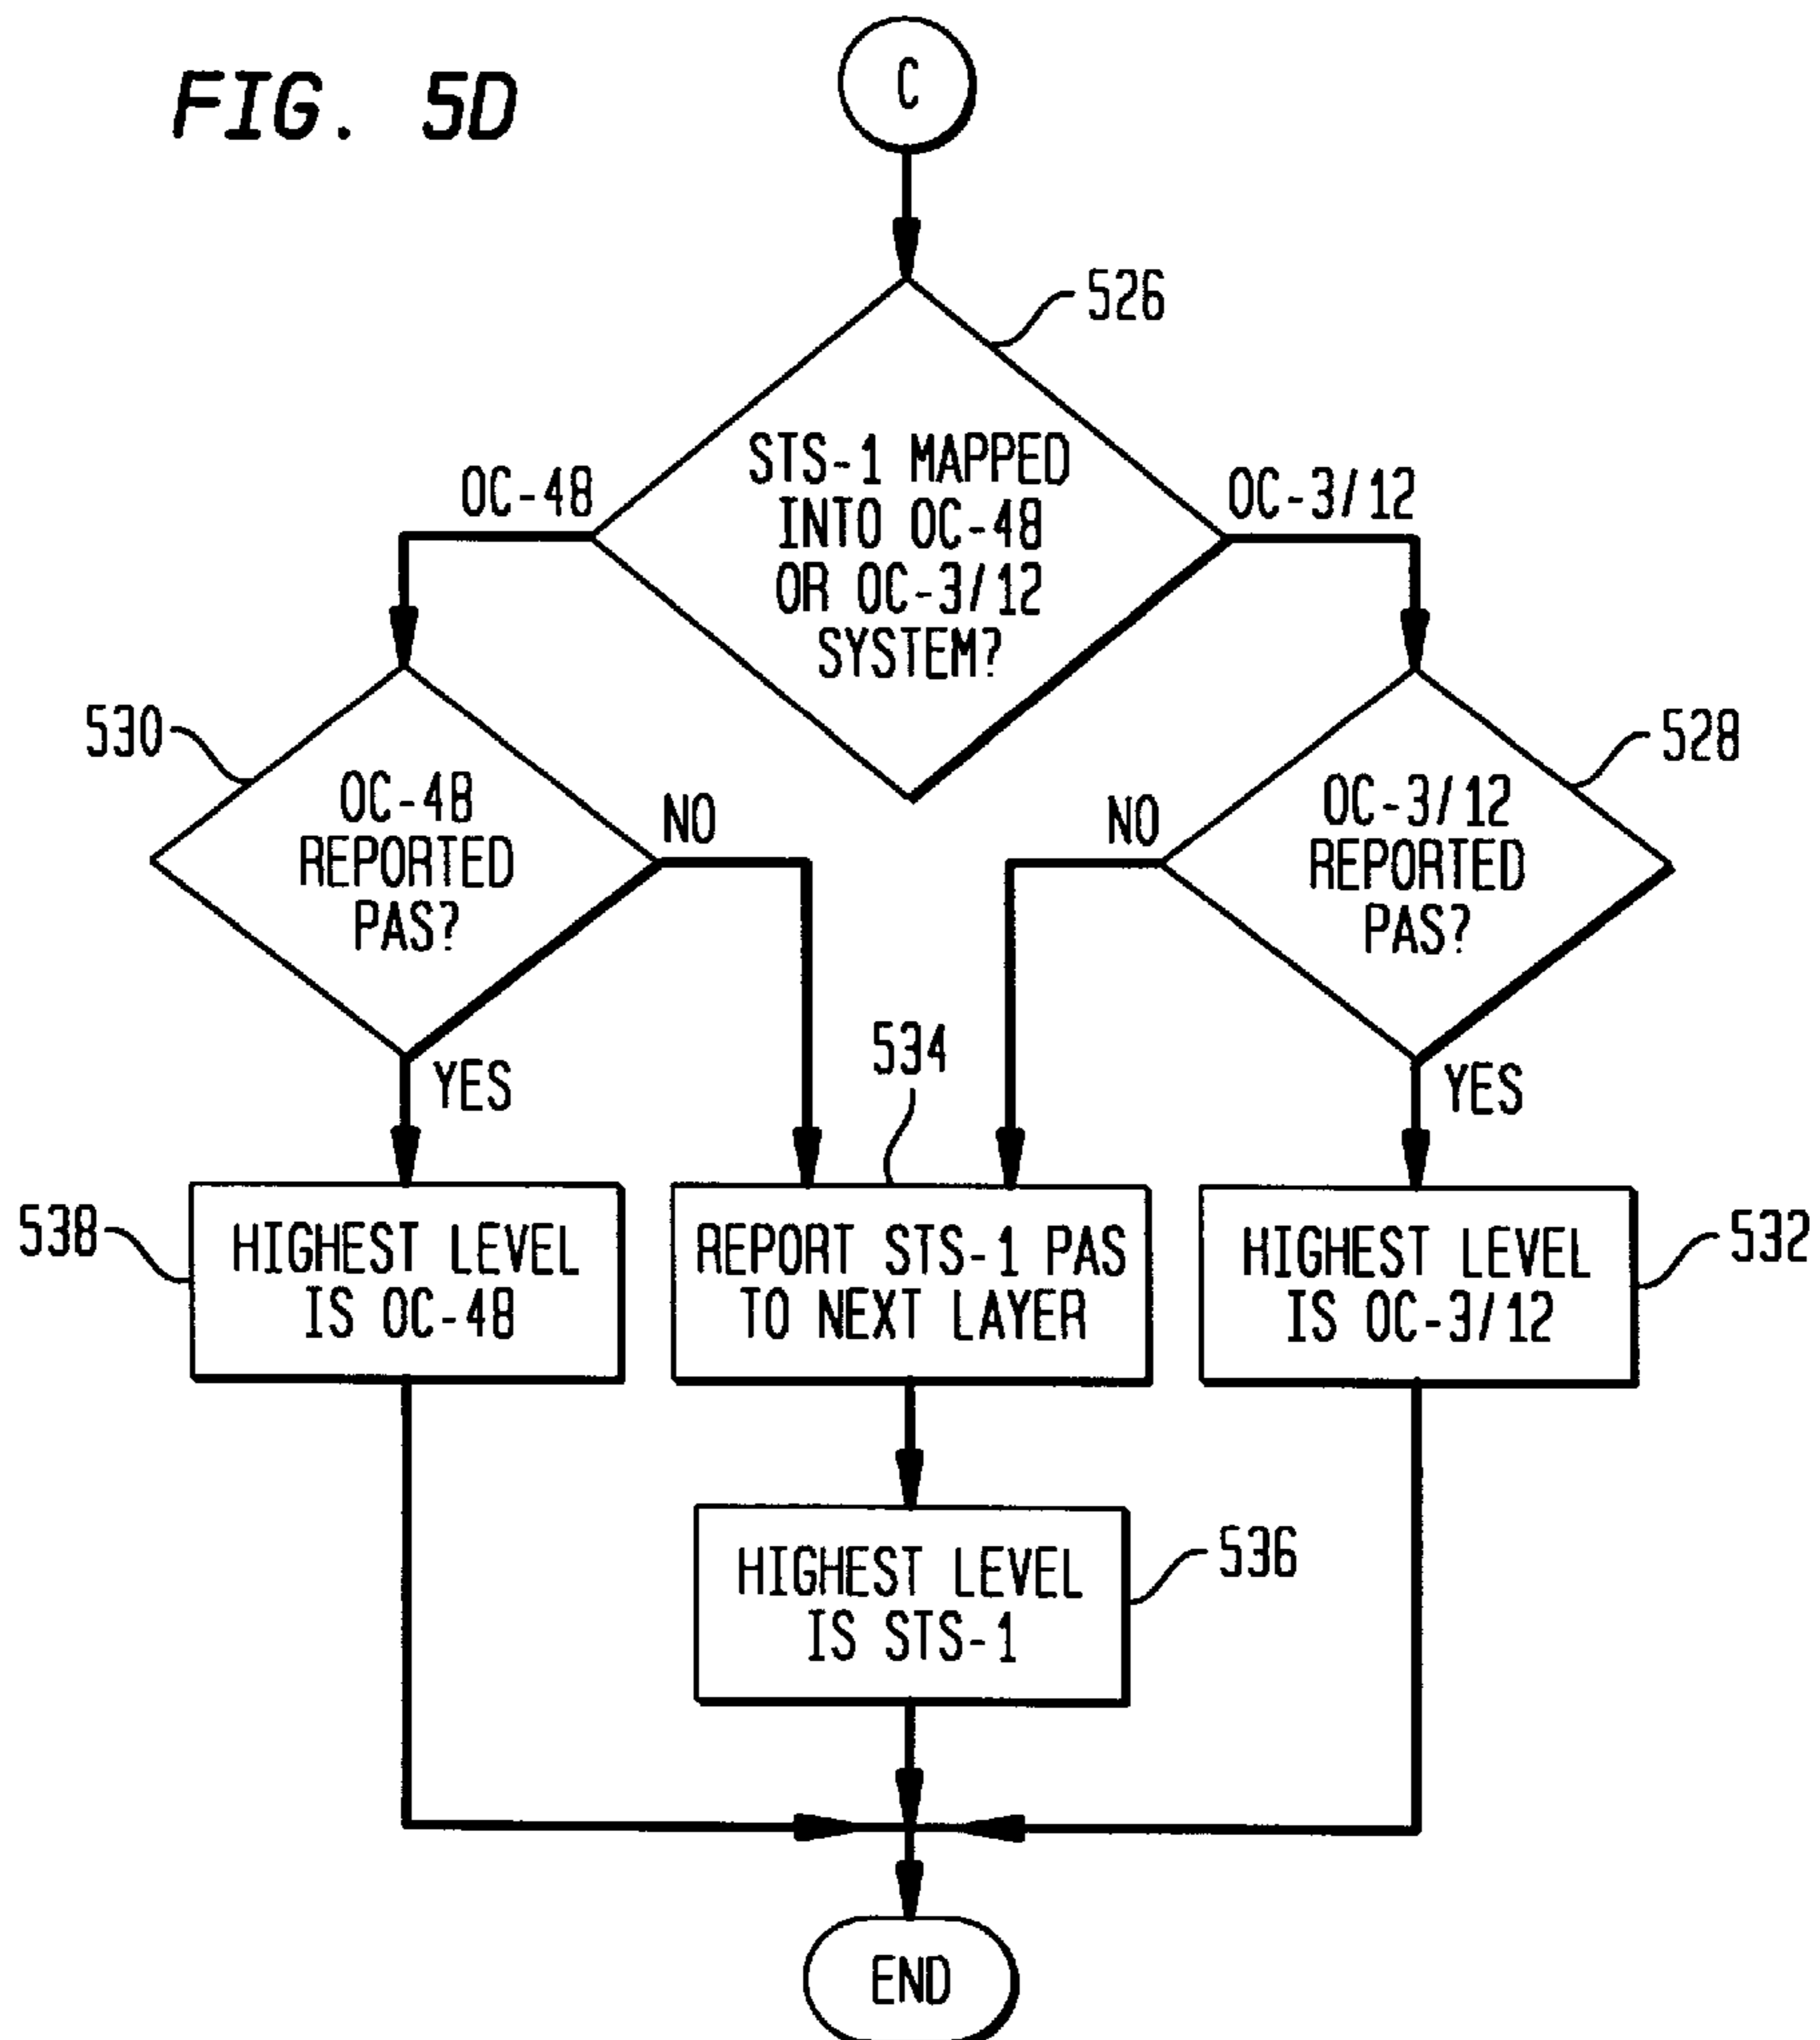 FIG. 5D
C
526
STS-1 MAPPED
INTO OC-48
OR OC-3/12
SYSTEM?
OC-48
OC-3/12
530
OC-48
REPORTED
PAS?
NO
YES
528
OC-3/12
REPORTED
PAS?
NO
YES
534
538
HIGHEST LEVEL
IS OC-48
REPORT STS-1 PAS
TO NEXT LAYER
HIGHEST LEVEL
IS OC-3/12
532
HIGHEST LEVEL
IS STS-1
536
END